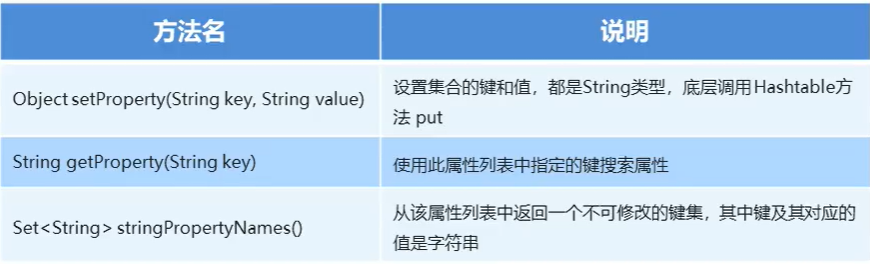 方法名 说明
Object setProperty(String key, String value) 设置集合的键和值，都是String类型，底层调用Hashtable方
法 put
String getProperty(String key) 使用此属性列表中指定的键搜索属性
Set<String> stringPropertyNames() 从该属性列表中返回一个不可修改的键集，其中键及其对应的
值是字符串